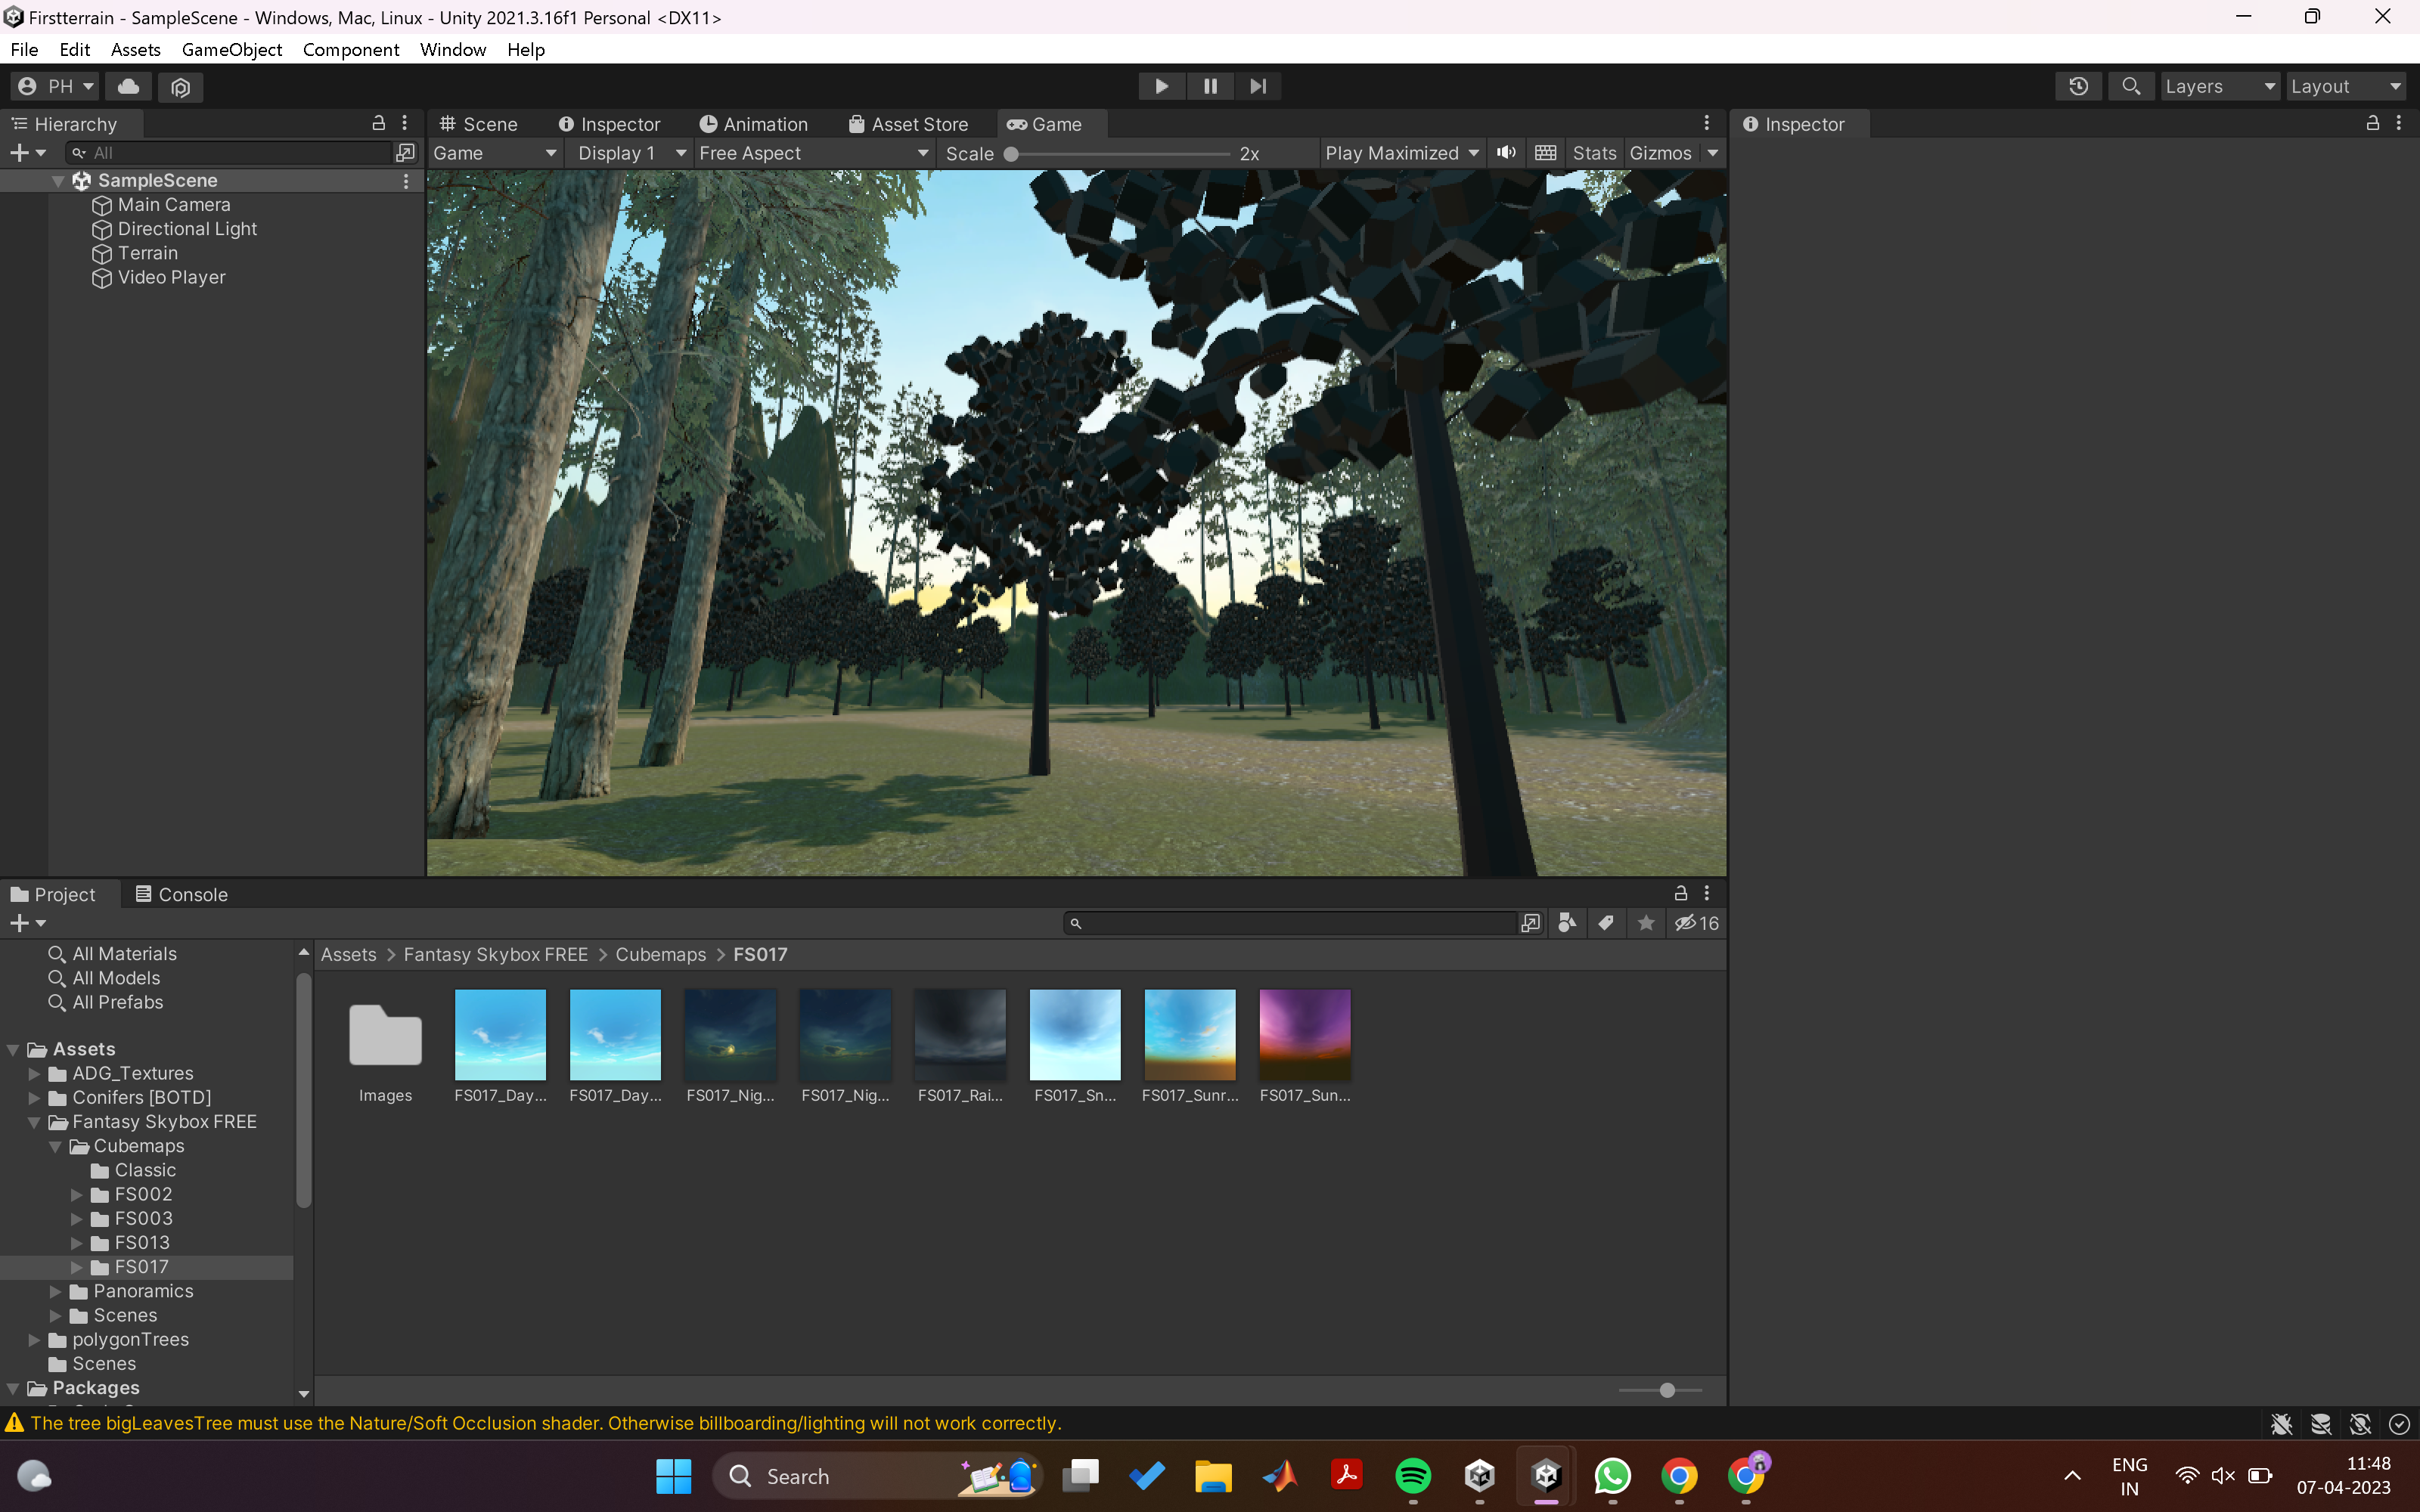 Firstterrain - SampleScene - Windows, Mac, Linux - Unity 2021.3.16f1 Personal <DX11>
File Edit Assets GameObject Component Window Help
PH Layers Layout
Hierarchy Scene Inspector Animation Asset Store Game Inspector
All Game Display 1 Free Aspect Scale 2x Play Maximized Stats Gizmos
SampleScene
Main Camera
Directional Light
Terrain
Video Player
Project Console
16
All Materials
All Models
All Prefabs
Assets
ADG_Textures
Conifers [BOTD]
Fantasy Skybox FREE
Cubemaps
Classic
FS002
FS003
FS013
FS017
Panoramics
Scenes
polygonTrees
Scenes
Packages
Assets > Fantasy Skybox FREE > Cubemaps > FS017
Images FS017_Day... FS017_Day... FS017_Nig... FS017_Nig... FS017_Rai... FS017_Sn... FS017_Sunr... FS017_Sun...
The tree bigLeavesTree must use the Nature/Soft Occlusion shader. Otherwise billboarding/lighting will not work correctly.
Search
ENG
IN
11:48
07-04-2023